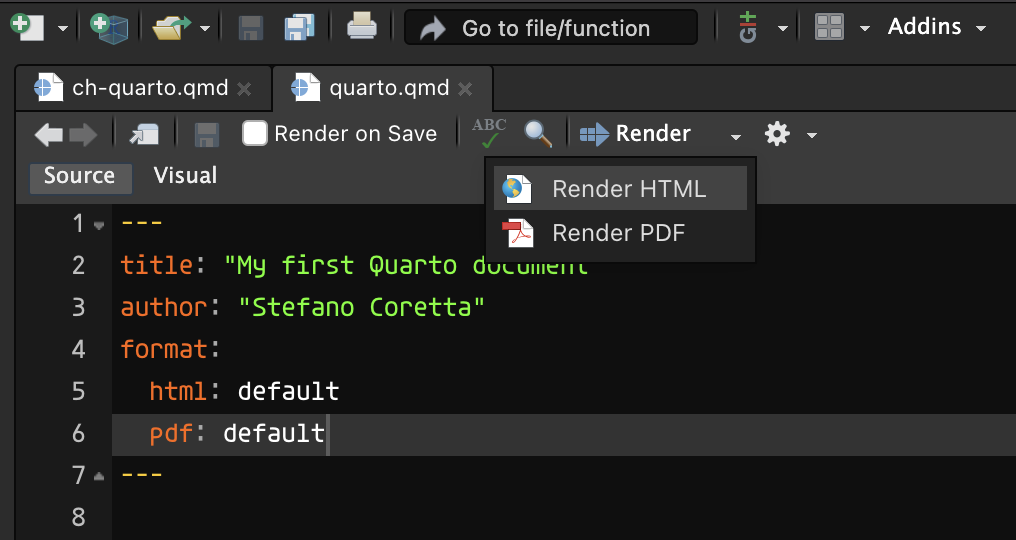 Go to file/function
Addins
ch-quarto.qmd
quarto.qmd
Render on Save
ABC
Render
Source
Visual
Render HTML
Render PDF
1 ---
2 title: "My first Quarto document
3 author: "Stefano Coretta"
4 format:
5   html: default
6   pdf: default
7 ---
8